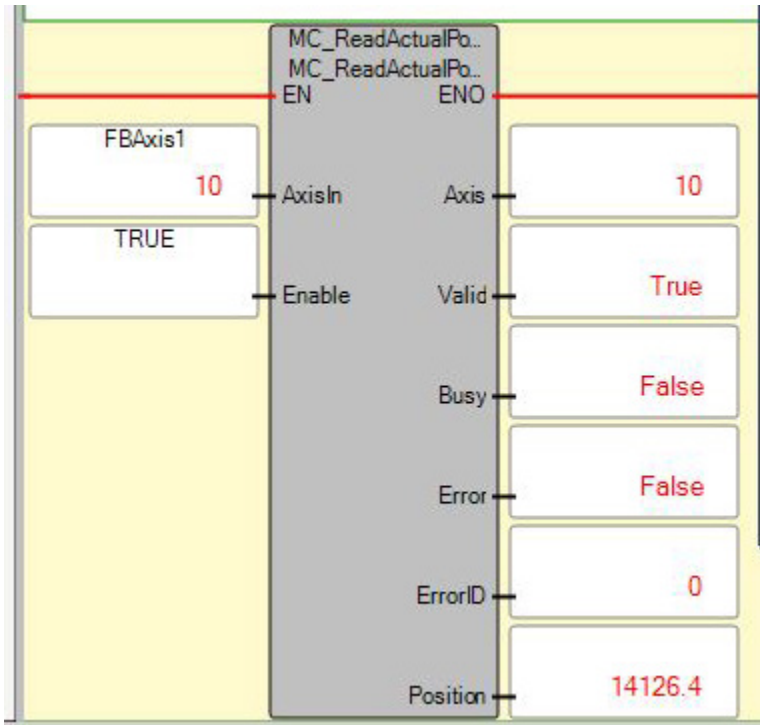 MC_ReadActualPo...
MC_ReadActualPo...
EN ENO
FBAxis1
10 AxisIn Axis 10
TRUE
Enable Valid True
Busy False
Error False
ErrorID 0
Position 14126.4